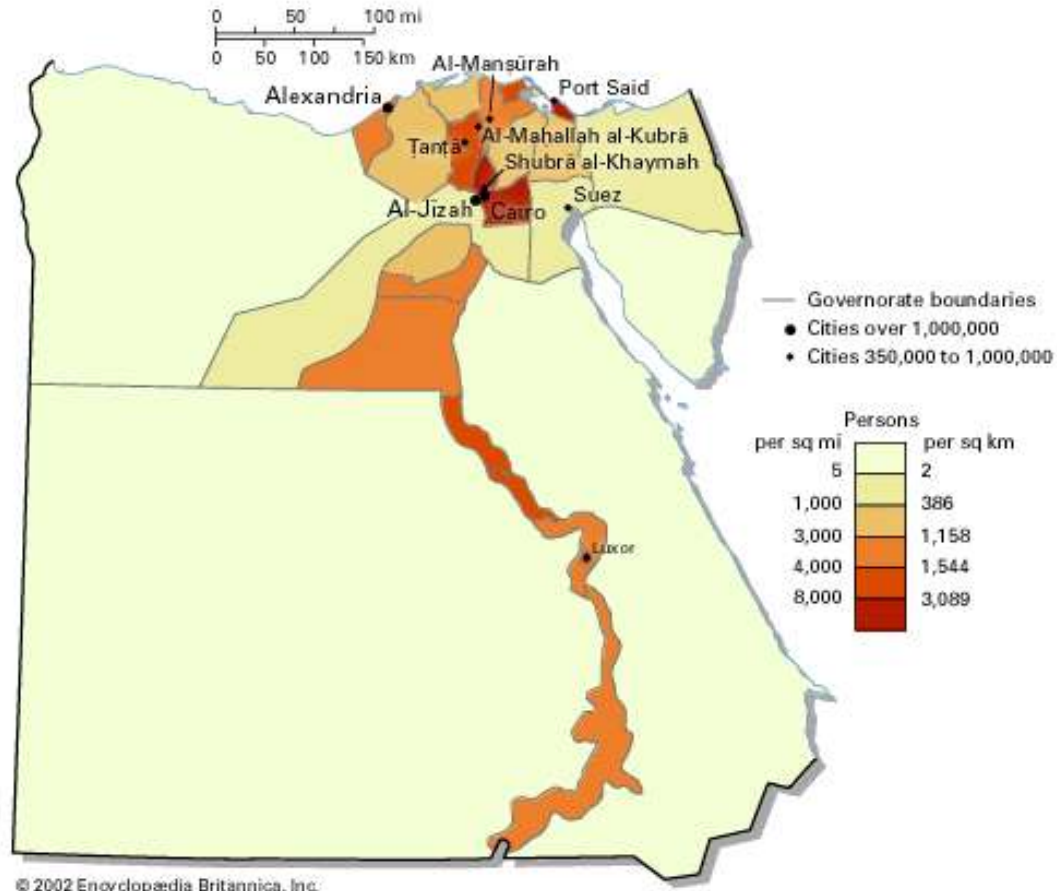 0 50 100 mi
0 50 100 150 km
Al-Manṣūrah
Alexandria
Port Said
Ṭanṭā
Al-Mahallah al-Kubrā
Shubrā al-Khaymah
Al-Jīzah
Cairo
Suez
Luxor
Governorate boundaries
Cities over 1,000,000
Cities 350,000 to 1,000,000
Persons
per sq mi per sq km
5 2
1,000 386
3,000 1,158
4,000 1,544
8,000 3,089
© 2002 Encyclopædia Britannica, Inc.